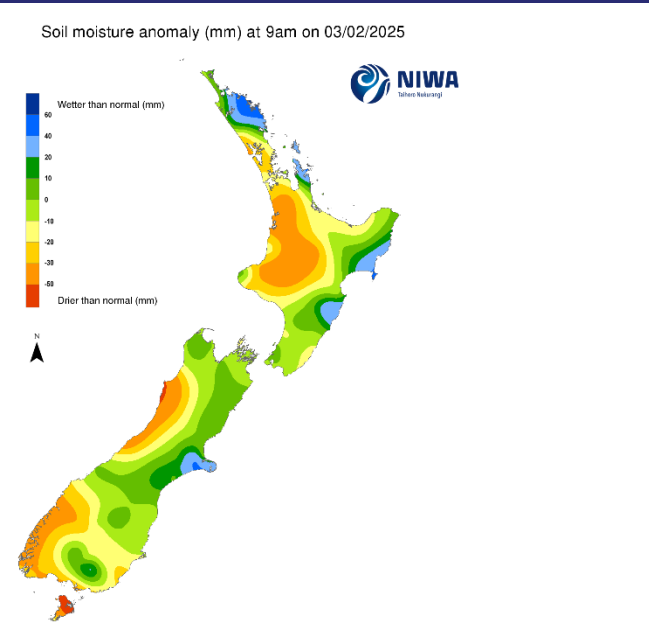 Soil moisture anomaly (mm) at 9am on 03/02/2025
NIWA
Taihoro Nukurangi
Wetter than normal (mm)
60
40
20
10
0
-10
-20
-30
-50
Drier than normal (mm)
N